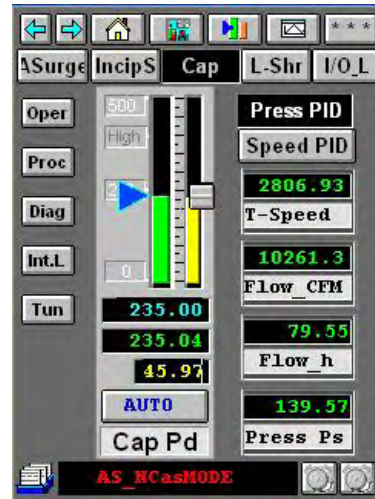 * * *
ASurge IncipS Cap L-Shr I/O_L
Oper
Proc
Diag
Int.L
Tun
500
High
0
235.00
235.04
45.97
AUTO
Cap Pd
Press PID
Speed PID
2806.93
T-Speed
10261.3
Flow_CFM
79.55
Flow_h
139.57
Press Ps
AS_NCasMODE